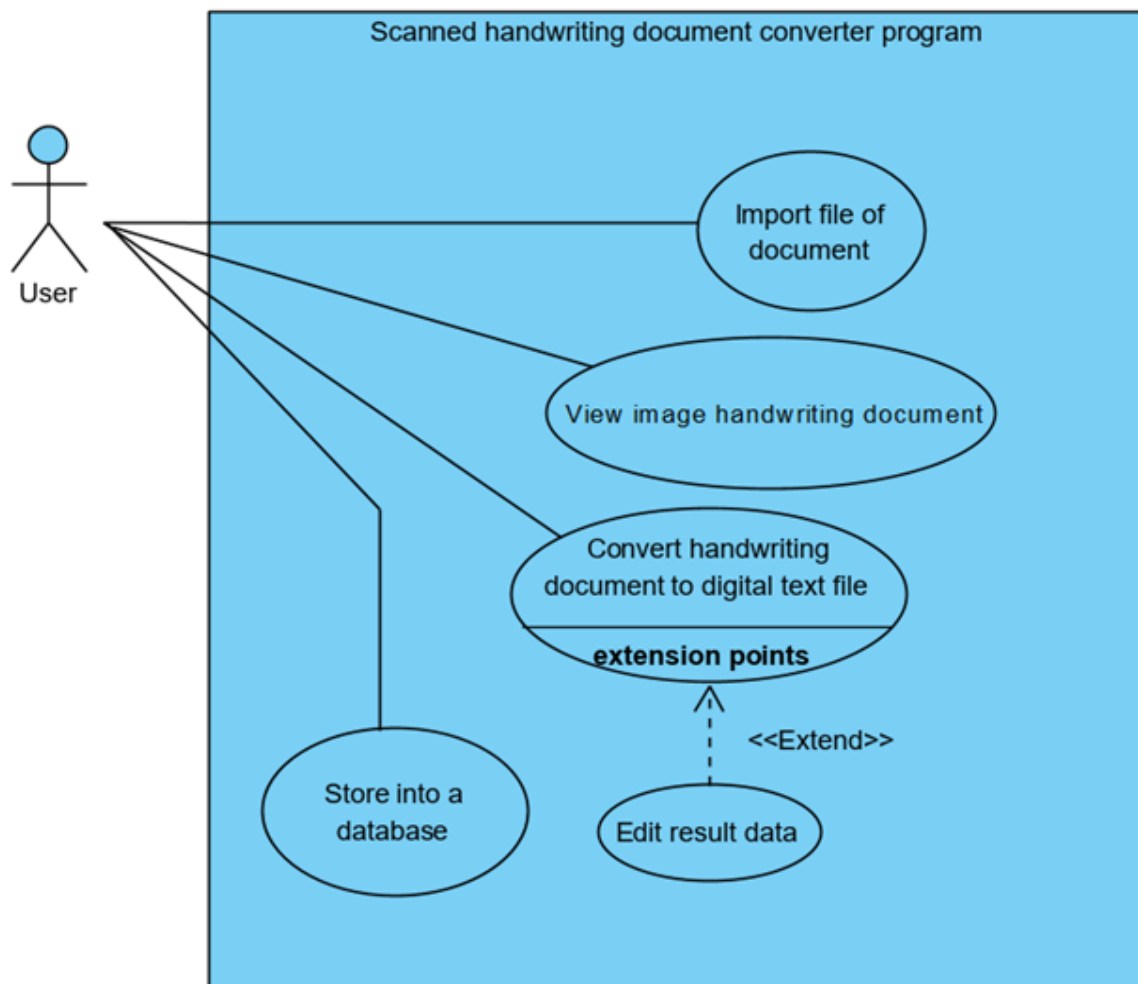 Scanned handwriting document converter program
User
Import file of
document
View image handwriting document
Convert handwriting
document to digital text file
extension points
<<Extend>>
Store into a
database
Edit result data